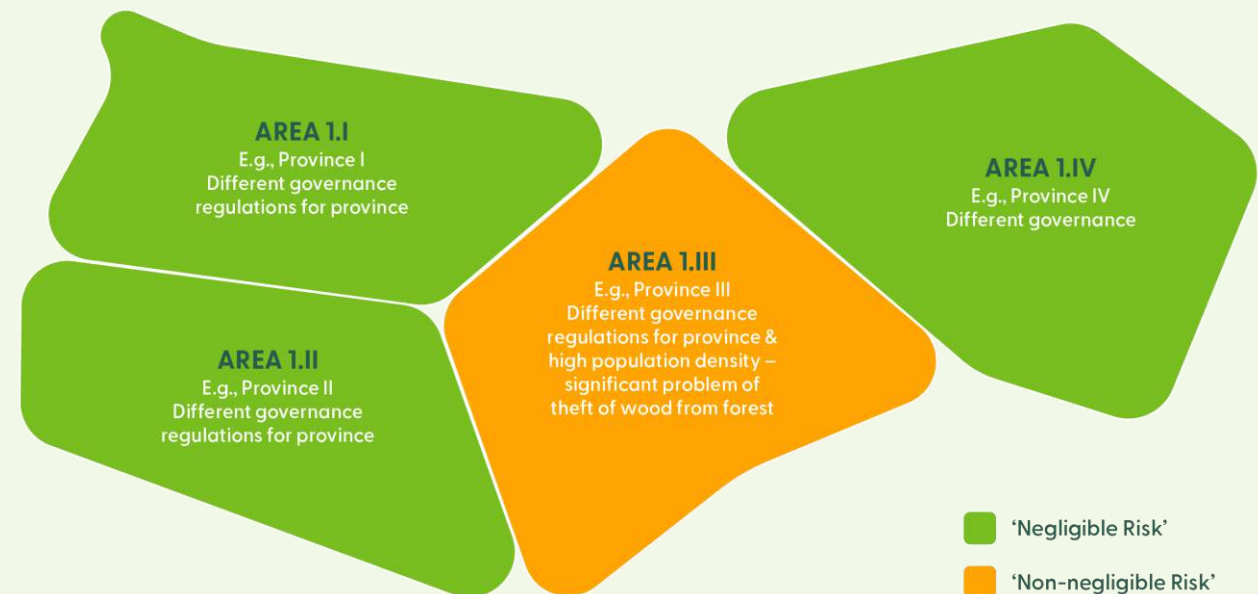 AREA 1.I
E.g., Province I
Different governance
regulations for province
AREA 1.II
E.g., Province II
Different governance
regulations for province
AREA 1.III
E.g., Province III
Different governance
regulations for province &
high population density –
significant problem of
theft of wood from forest
AREA 1.IV
E.g., Province IV
Different governance
‘Negligible Risk’
‘Non-negligible Risk’